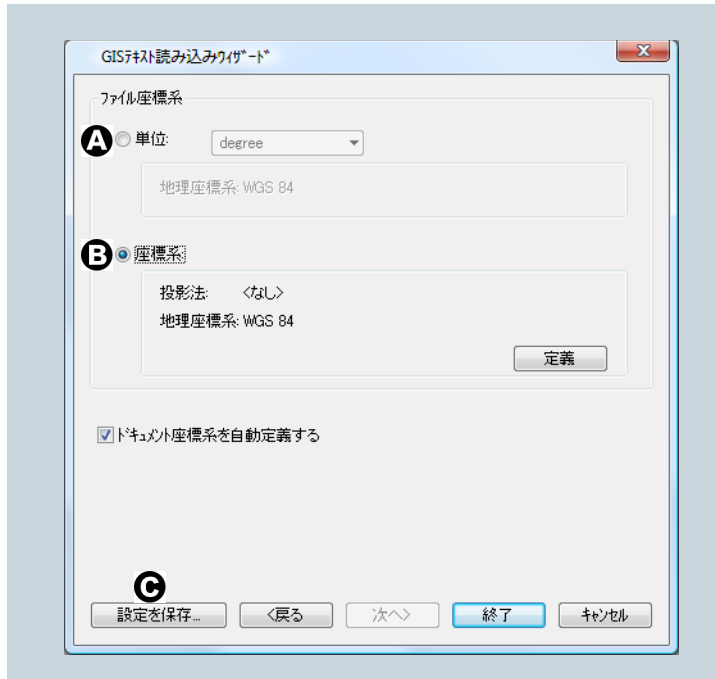 GISﾃｷｽﾄ読み込みｳｨｻﾞｰﾄﾞ
ﾌｧｲﾙ座標系
A 単位: degree
地理座標系: WGS 84
B 座標系
投影法: <なし>
地理座標系: WGS 84
定義
ﾄﾞｷｭﾒﾝﾄ座標系を自動定義する
C
設定を保存... <戻る 次へ> 終了 ｷｬﾝｾﾙ